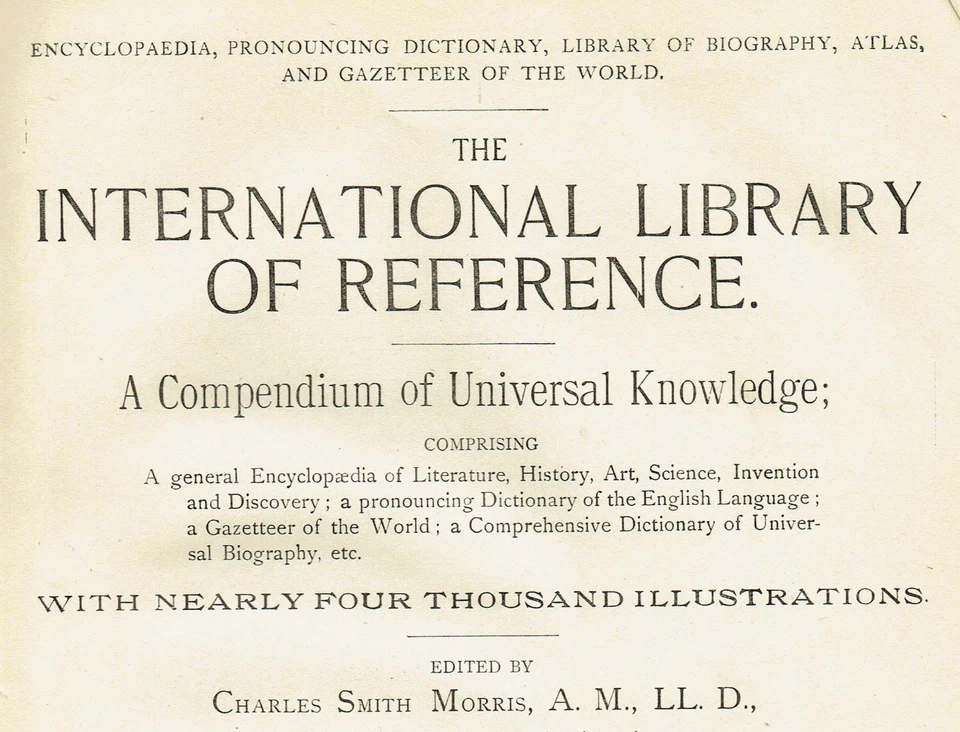 ENCYCLOPAEDIA, PRONOUNCING DICTIONARY, LIBRARY OF BIOGRAPHY, ATLAS,
AND GAZETTEER OF THE WORLD.
THE
INTERNATIONAL LIBRARY
OF REFERENCE.
A Compendium of Universal Knowledge;
COMPRISING
A general Encyclopædia of Literature, History, Art, Science, Invention
and Discovery; a pronouncing Dictionary of the English Language;
a Gazetteer of the World; a Comprehensive Dictionary of Univer-
sal Biography, etc.
WITH NEARLY FOUR THOUSAND ILLUSTRATIONS.
EDITED BY
CHARLES SMITH MORRIS, A. M., LL. D.,